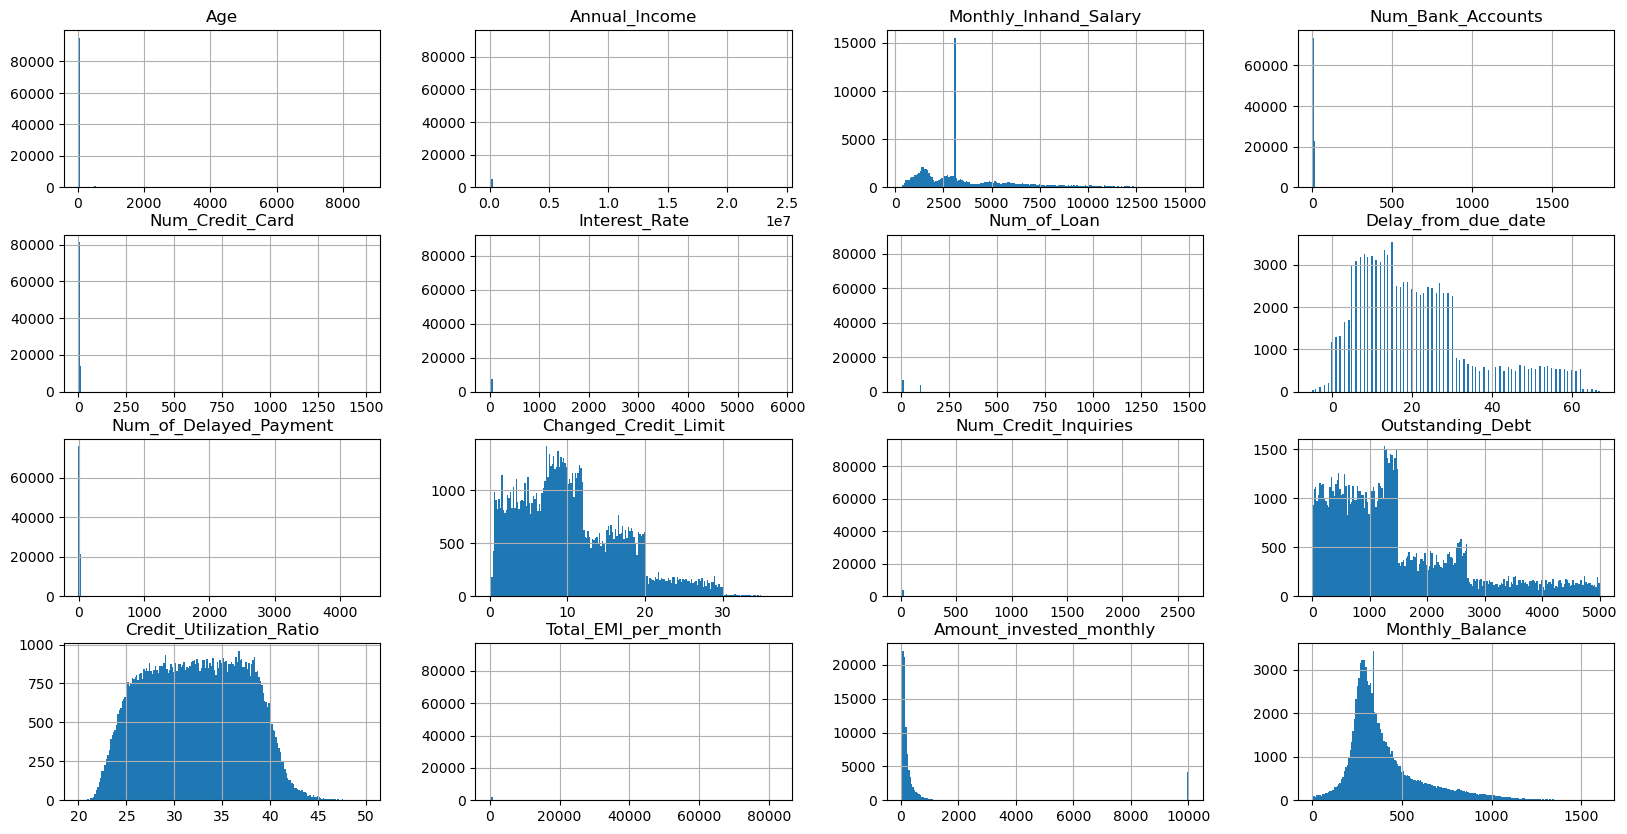 Age
80000
60000
40000
20000
0
0 2000 4000 6000 8000
Annual_Income
80000
60000
40000
20000
0
0.0 0.5 1.0 1.5 2.0 2.5
1e7
Monthly_Inhand_Salary
15000
10000
5000
0
0 2500 5000 7500 10000 12500 15000
Num_Bank_Accounts
60000
40000
20000
0
0 500 1000 1500
Num_Credit_Card
80000
60000
40000
20000
0
0 250 500 750 1000 1250 1500
Interest_Rate
80000
60000
40000
20000
0
0 1000 2000 3000 4000 5000 6000
Num_of_Loan
80000
60000
40000
20000
0
0 250 500 750 1000 1250 1500
Delay_from_due_date
3000
2000
1000
0
0 20 40 60
Num_of_Delayed_Payment
60000
40000
20000
0
0 1000 2000 3000 4000
Changed_Credit_Limit
1000
500
0
0 10 20 30
Num_Credit_Inquiries
80000
60000
40000
20000
0
0 500 1000 1500 2000 2500
Outstanding_Debt
1500
1000
500
0
0 1000 2000 3000 4000 5000
Credit_Utilization_Ratio
1000
750
500
250
0
20 25 30 35 40 45 50
Total_EMI_per_month
80000
60000
40000
20000
0
0 20000 40000 60000 80000
Amount_invested_monthly
20000
15000
10000
5000
0
0 2000 4000 6000 8000 10000
Monthly_Balance
3000
2000
1000
0
0 500 1000 1500